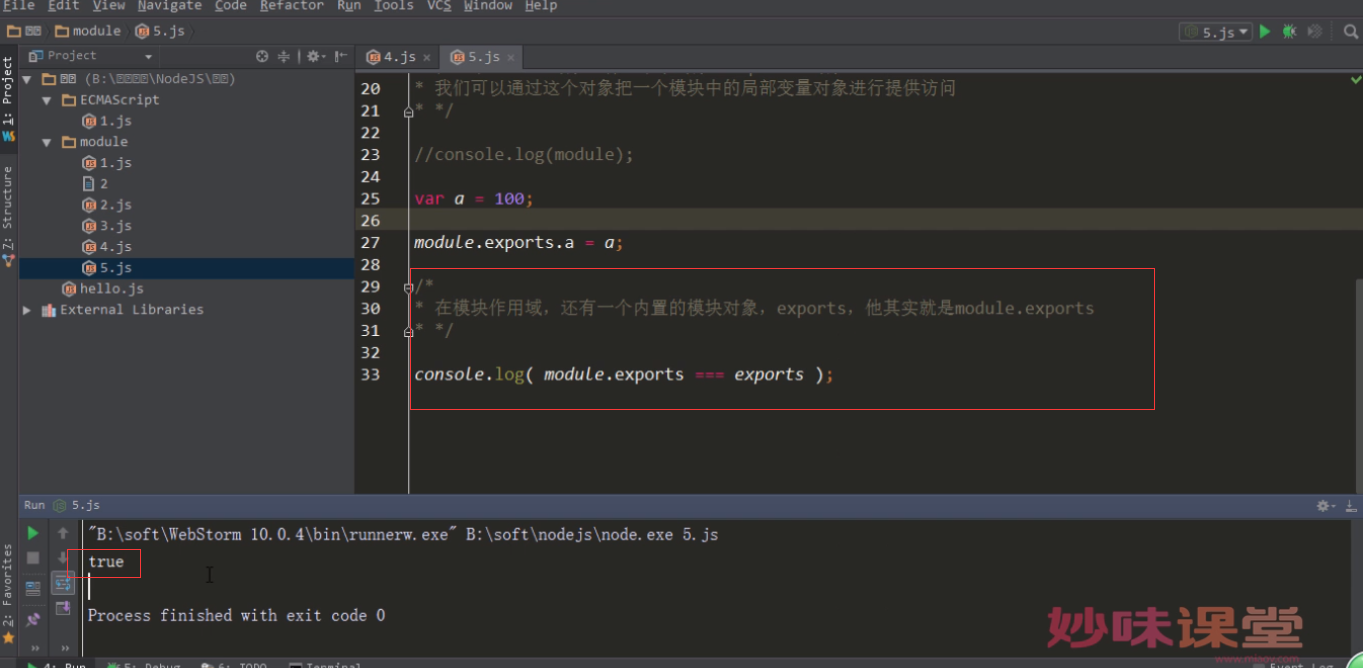 File Edit View Navigate Code Refactor Run Tools VCS Window Help
module 5.js
5.js
Project
4.js
5.js
1: Project
7: Structure
2: Favorites
(B:\NodeJS\)
ECMAScript
1.js
module
1.js
2
2.js
3.js
4.js
5.js
hello.js
External Libraries
20 * 我们可以通过这个对象把一个模块中的局部变量对象进行提供访问
21 * */
22
23 //console.log(module);
24
25 var a = 100;
26
27 module.exports.a = a;
28
29 /*
30 * 在模块作用域，还有一个内置的模块对象，exports，他其实就是module.exports
31 * */
32
33 console.log( module.exports === exports );
Run 5.js
"B:\soft\WebStorm 10.0.4\bin\runnerw.exe" B:\soft\nodejs\node.exe 5.js
true
Process finished with exit code 0
妙味课堂
4: Run 5: Debug 6: TODO Terminal Event Log